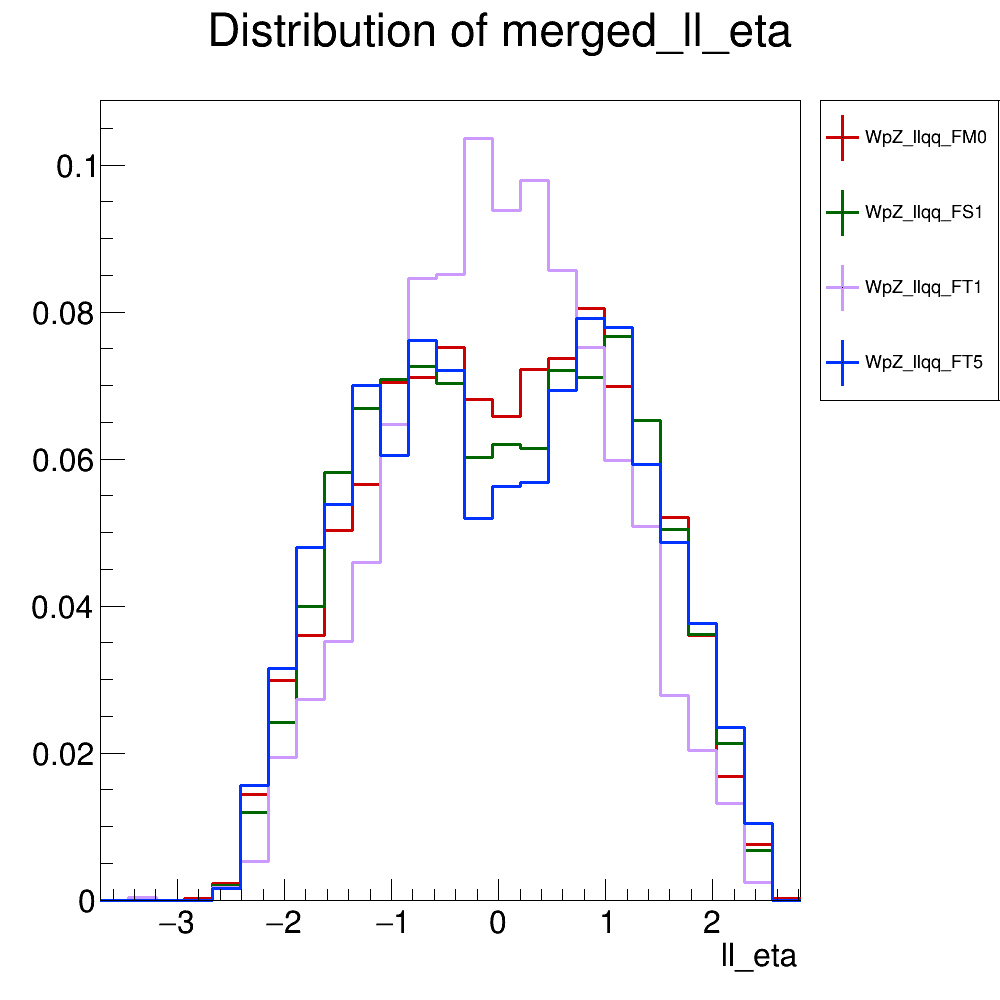 Distribution of merged_ll_eta
0.1
0.08
0.06
0.04
0.02
0
−3
−2
−1
0
1
2
ll_eta
WpZ_llqq_FM0
WpZ_llqq_FS1
WpZ_llqq_FT1
WpZ_llqq_FT5